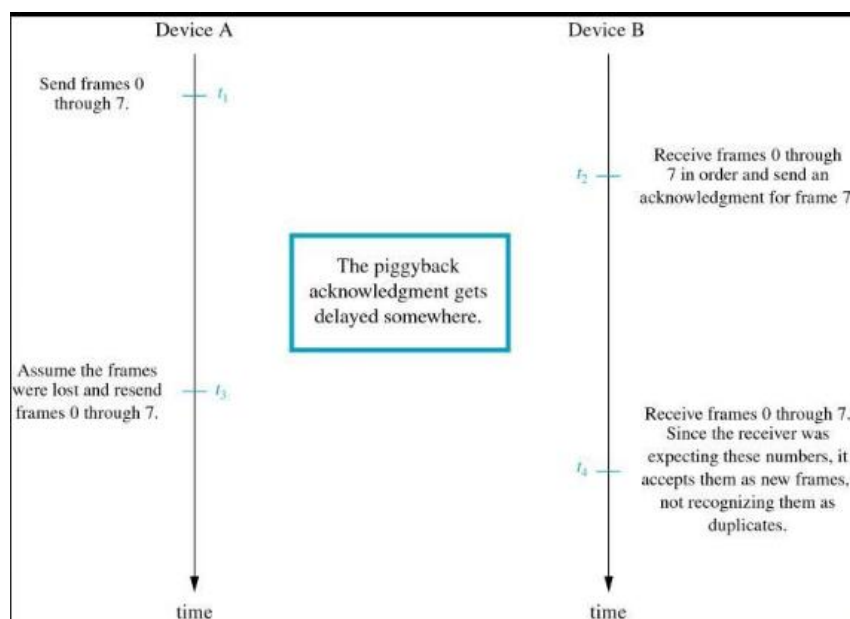 Device A
Device B
Send frames 0
through 7.
t1
Receive frames 0 through
7 in order and send an
acknowledgment for frame 7
t2
The piggyback
acknowledgment gets
delayed somewhere.
Assume the frames
were lost and resend
frames 0 through 7.
t3
Receive frames 0 through 7.
Since the receiver was
expecting these numbers, it
accepts them as new frames,
not recognizing them as
duplicates.
t4
time
time